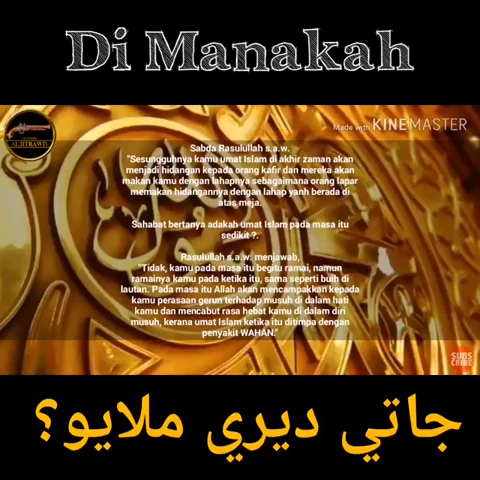 Di Manakah
ALJITRAWIE
Made with KINEMASTER
Sabda Rasulullah s.a.w.
"Sesungguhnya kamu umat Islam di akhir zaman akan
menjadi hidangan kepada orang kafir dan mereka akan
makan kamu dengan lahapnya sebagaimana orang lapar
memakan hidangannya dengan lahap yanh berada di
atas meja.
Sahabat bertanya adakah umat Islam pada masa itu
sedikit ?.
Rasulullah s.a.w. menjawab,
"Tidak, kamu pada masa itu begitu ramai, namun
ramainya kamu pada ketika itu, sama seperti buih di
lautan. Pada masa itu Allah akan mencampakkan kepada
kamu perasaan gerun terhadap musuh di dalam hati
kamu dan mencabut rasa hebat kamu di dalam diri
musuh, kerana umat Islam ketika itu ditimpa dengan
penyakit WAHAN."
SUBS
CRIBE
جاتي ديري ملايو؟